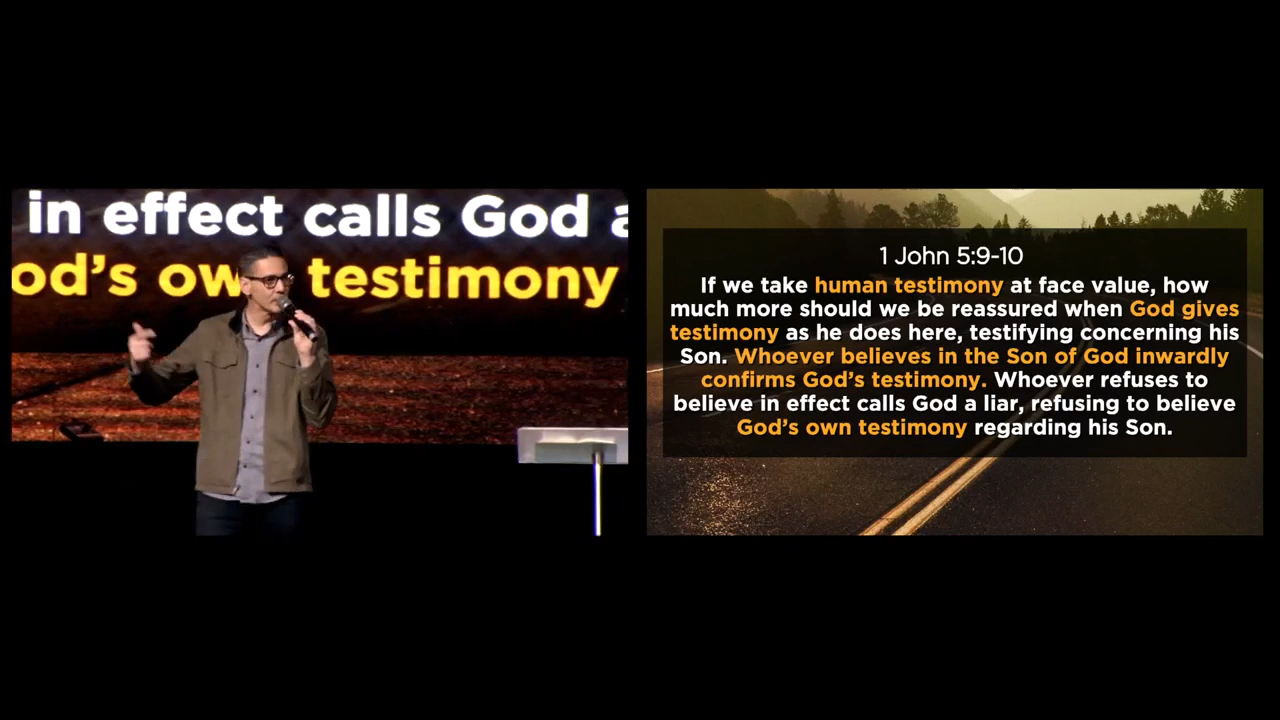 in effect calls God a
od's ow testimony
1 John 5:9-10
If we take human testimony at face value, how
much more should we be reassured when God gives
testimony as he does here, testifying concerning his
Son. Whoever believes in the Son of God inwardly
confirms God's testimony. Whoever refuses to
believe in effect calls God a liar, refusing to believe
God's own testimony regarding his Son.